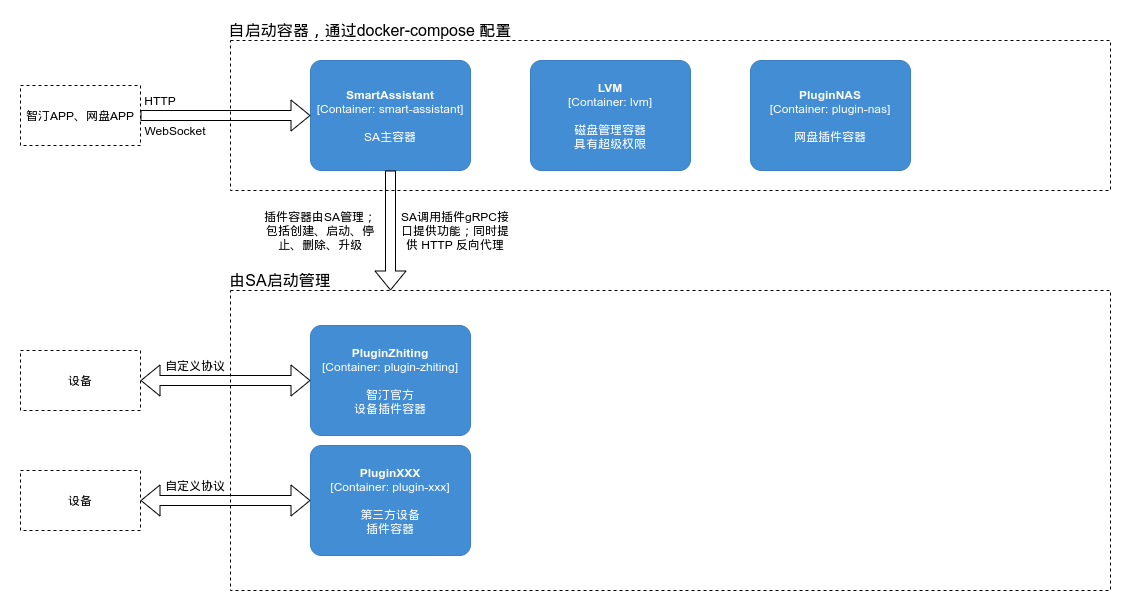 自启动容器，通过docker-compose 配置
SmartAssistant
[Container: smart-assistant]
SA主容器
LVM
[Container: lvm]
磁盘管理容器
具有超级权限
PluginNAS
[Container: plugin-nas]
网盘插件容器
智汀APP、网盘APP
HTTP
WebSocket
插件容器由SA管理；
包括创建、启动、停
止、删除、升级
SA调用插件gRPC接
口提供功能；同时提
供 HTTP 反向代理
由SA启动管理
设备
自定义协议
PluginZhiting
[Container: plugin-zhiting]
智汀官方
设备插件容器
设备
自定义协议
PluginXXX
[Container: plugin-xxx]
第三方设备
插件容器